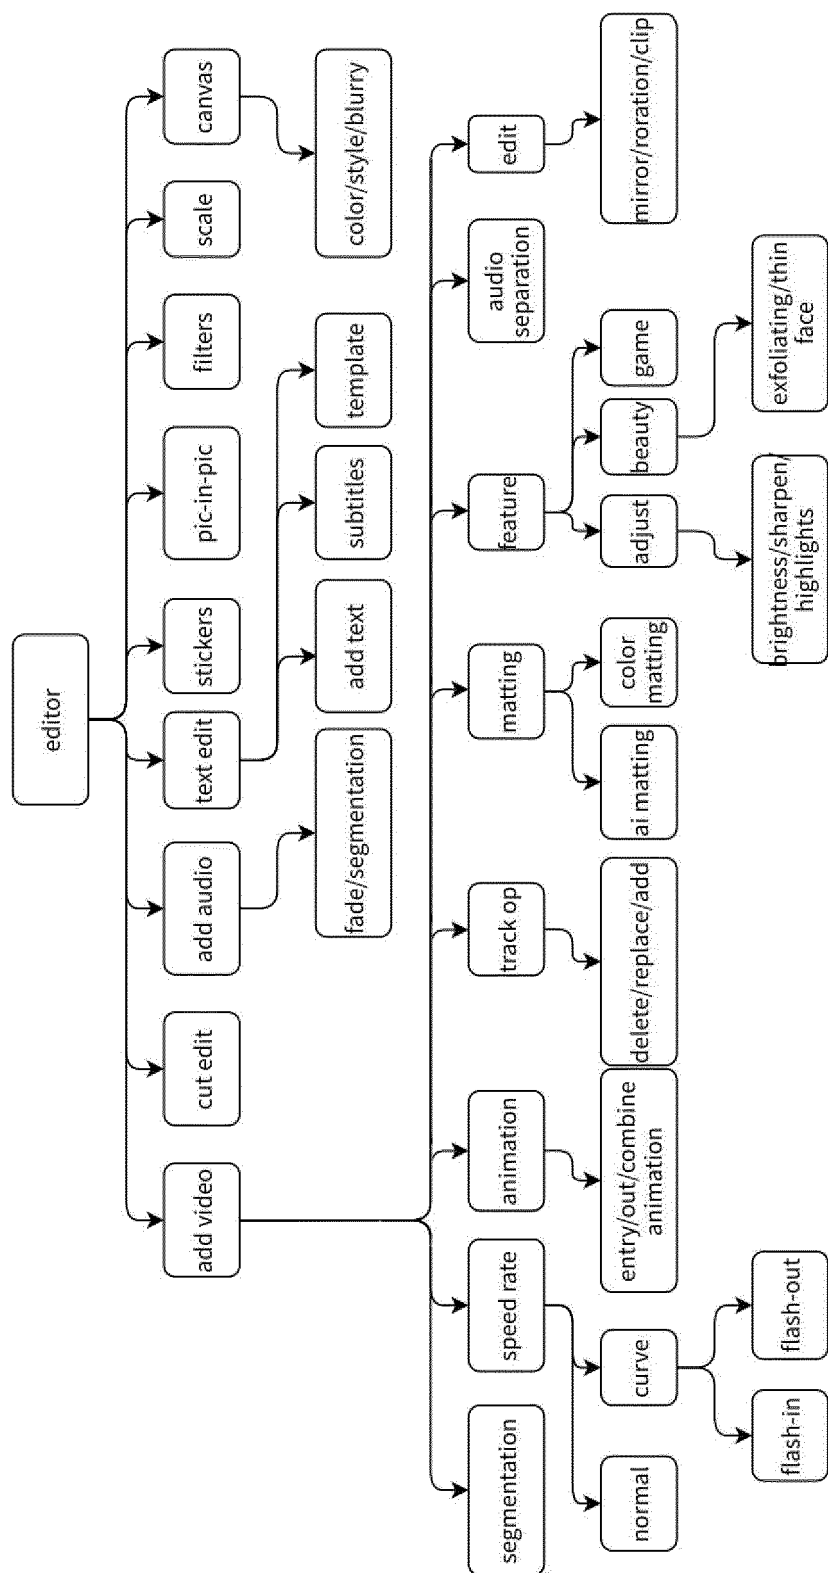 editor
add video
cut edit
add audio
text edit
stickers
pic-in-pic
filters
scale
canvas
fade/segmentation
add text
subtitles
template
color/style/blurry
segmentation
speed rate
animation
track op
matting
feature
audio
separation
edit
normal
curve
entry/out/combine
animation
delete/replace/add
ai matting
color
matting
adjust
beauty
game
mirror/roration/clip
flash-in
flash-out
brightness/sharpen/
highlights
exfoliating/thin
face